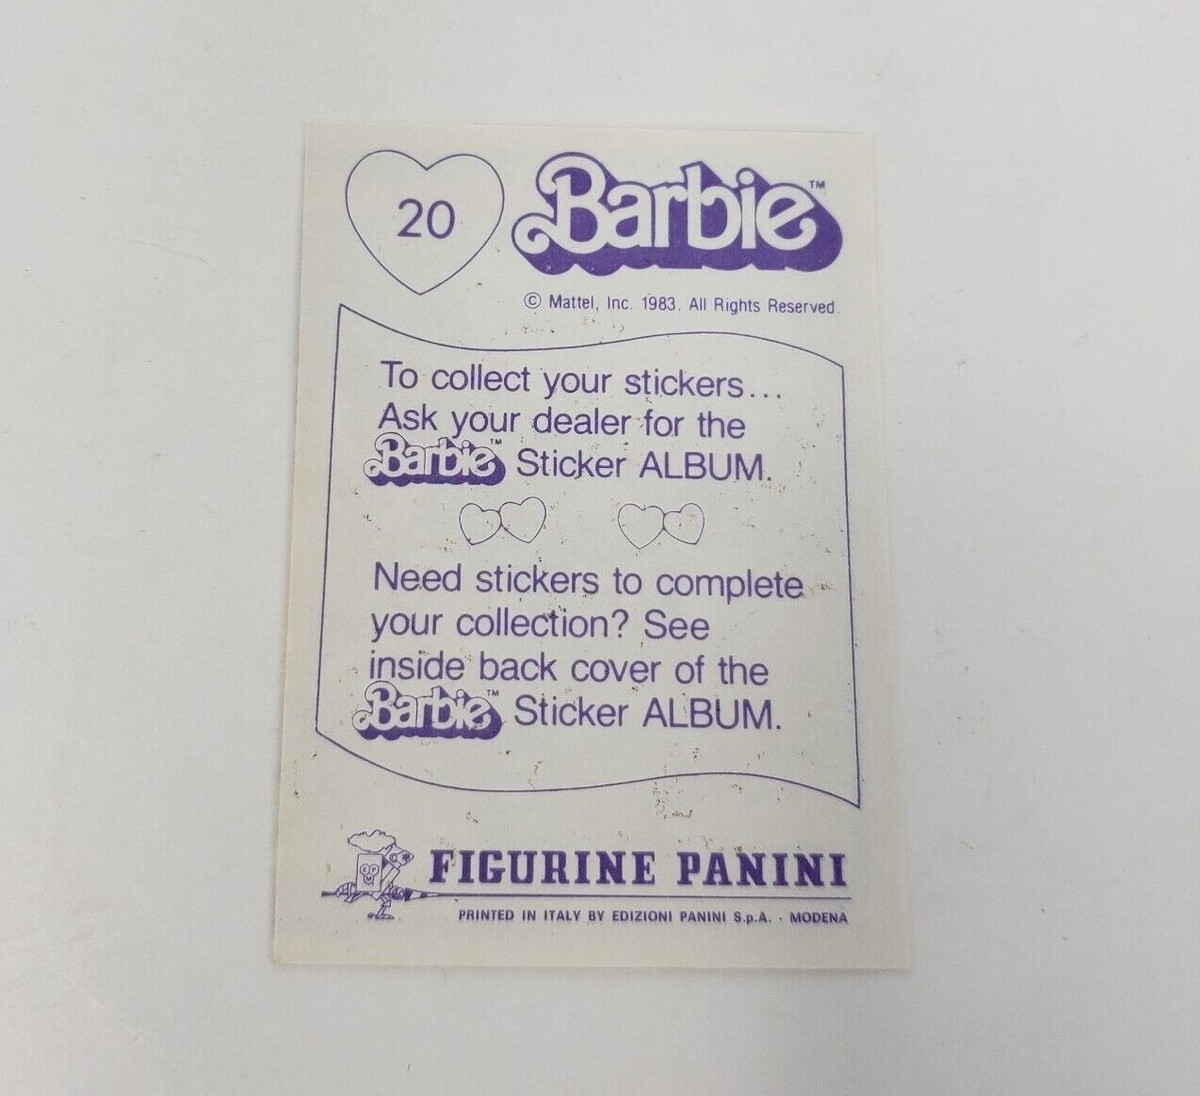 20
Barbie™
© Mattel, Inc. 1983. All Rights Reserved.
To collect your stickers...
Ask your dealer for the
Barbie™ Sticker ALBUM.
Need stickers to complete
your collection? See
inside back cover of the
Barbie™ Sticker ALBUM.
FIGURINE PANINI
PRINTED IN ITALY BY EDIZIONI PANINI S.p.A. - MODENA